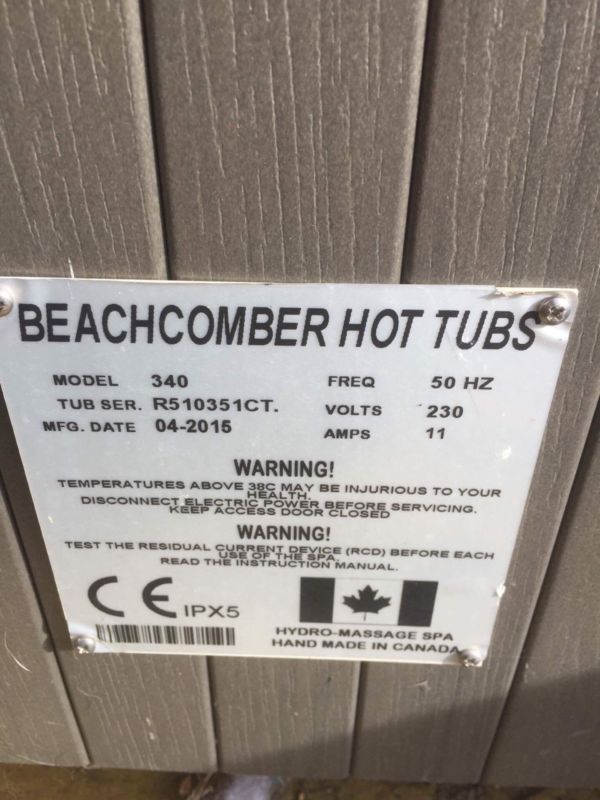 BEACHCOMBER HOT TUBS
MODEL 340 FREQ 50 HZ
TUB SER. R510351CT. VOLTS 230
MFG. DATE 04-2015 AMPS 11
WARNING!
TEMPERATURES ABOVE 38C MAY BE INJURIOUS TO YOUR
HEALTH.
DISCONNECT ELECTRIC POWER BEFORE SERVICING.
KEEP ACCESS DOOR CLOSED
WARNING!
TEST THE RESIDUAL CURRENT DEVICE (RCD) BEFORE EACH
USE OF THE SPA.
READ THE INSTRUCTION MANUAL.
CE IPX5
HYDRO-MASSAGE SPA
HAND MADE IN CANADA